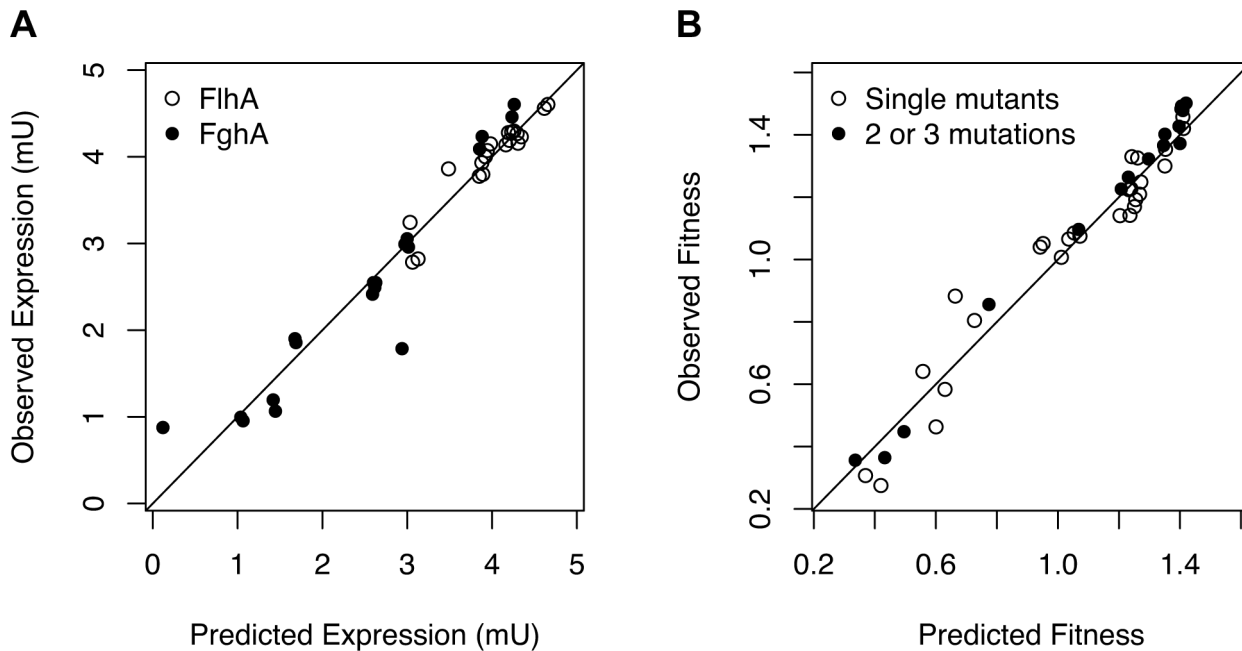 A
B
FlhA
FghA
Observed Expression (mU)
0
1
2
3
4
5
0 1 2 3 4 5
Predicted Expression (mU)
Single mutants
2 or 3 mutations
Observed Fitness
0.2
0.6
1.0
1.4
0.2 0.6 1.0 1.4
Predicted Fitness